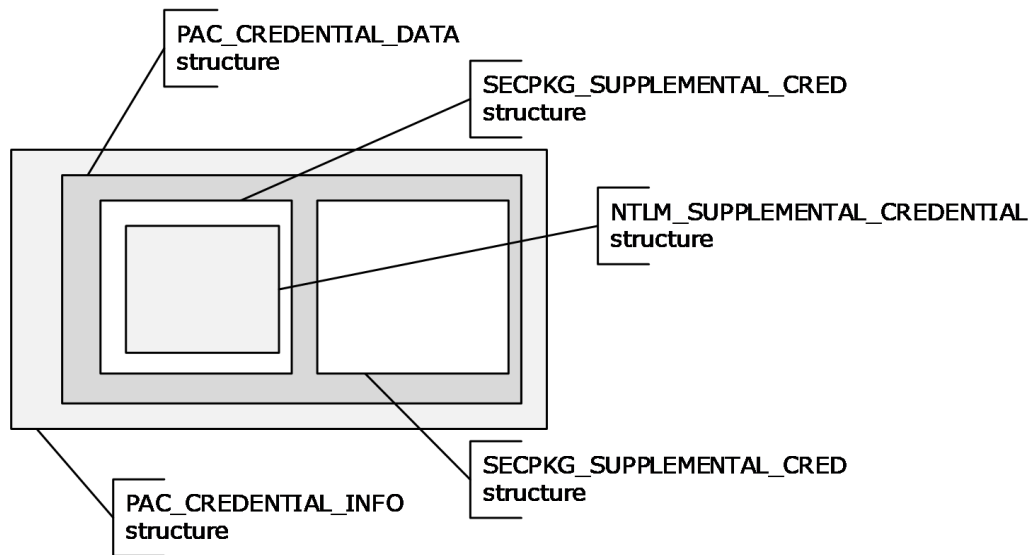 PAC_CREDENTIAL_DATA
structure
SECPKG_SUPPLEMENTAL_CRED
structure
NTLM_SUPPLEMENTAL_CREDENTIAL
structure
SECPKG_SUPPLEMENTAL_CRED
structure
PAC_CREDENTIAL_INFO
structure